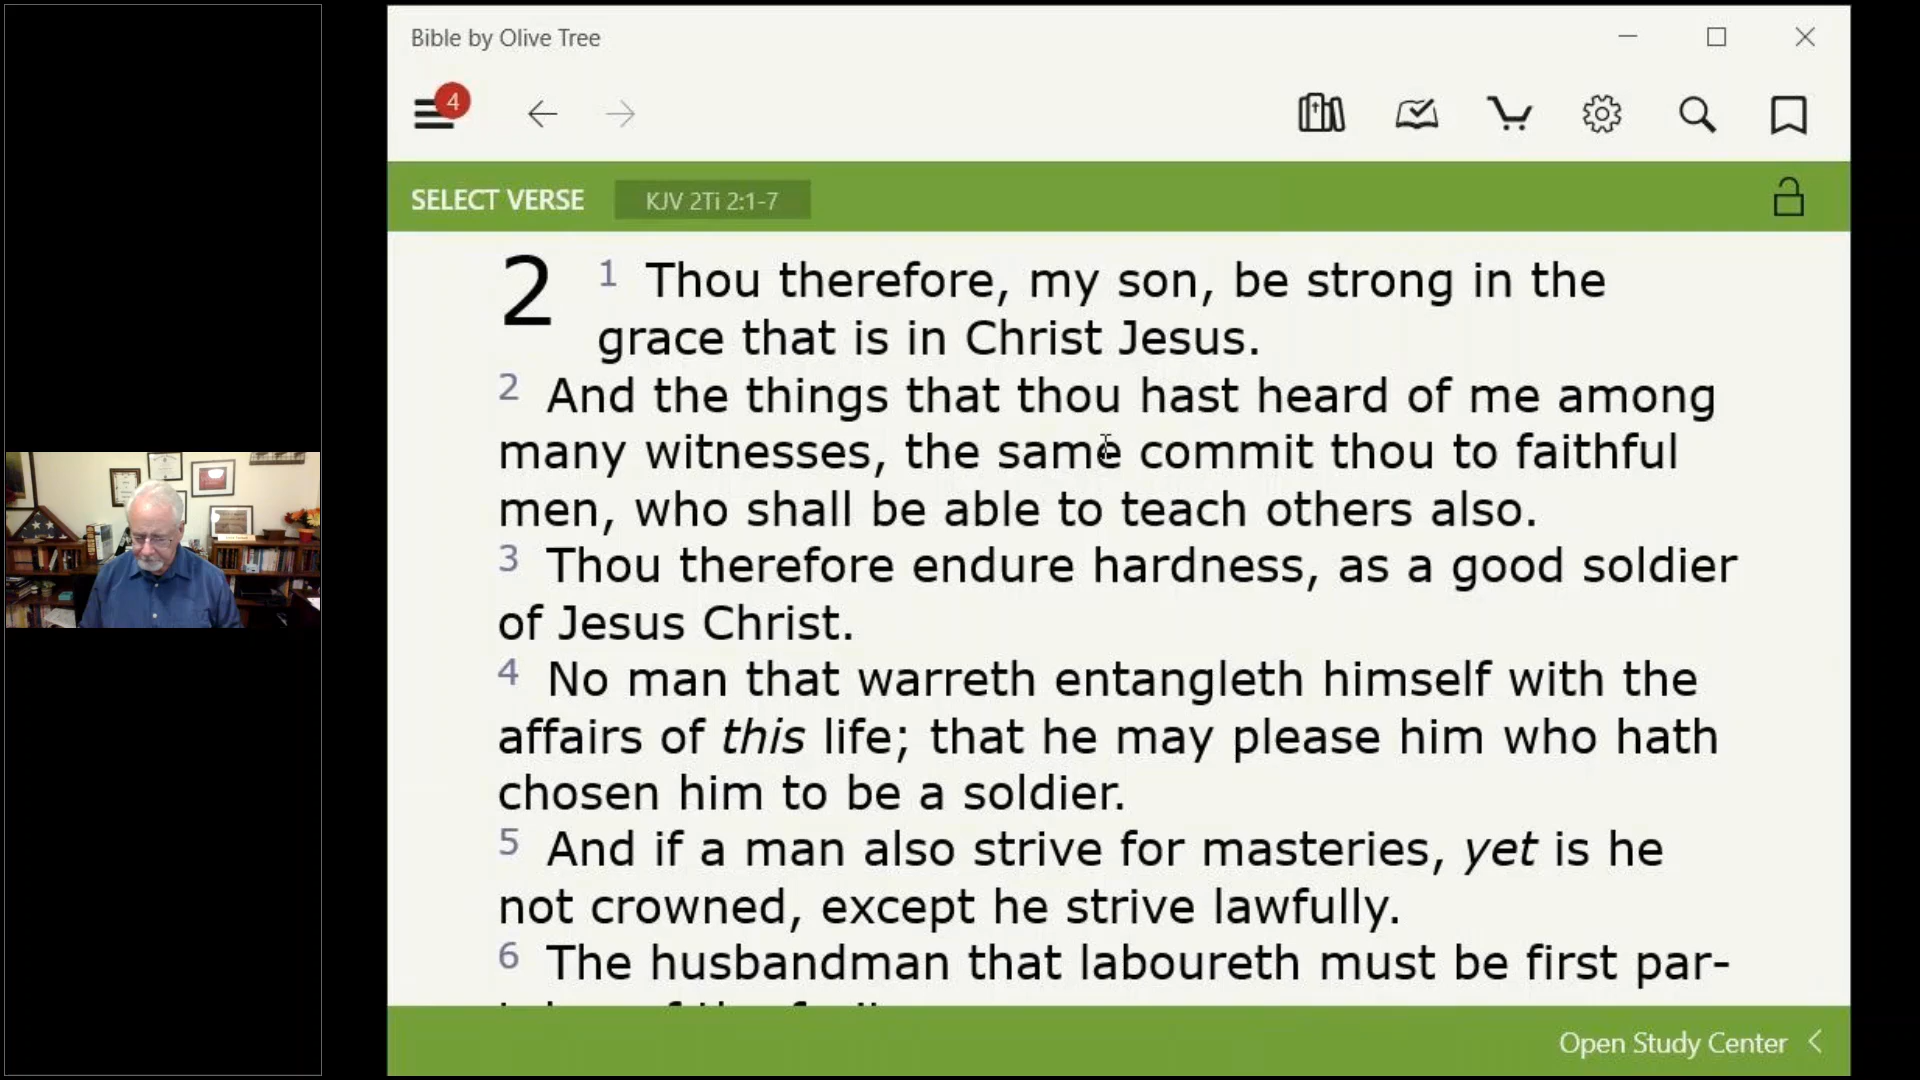 Bible by Olive Tree
4
SELECT VERSE KJV 2Ti 2:1-7
2 1 Thou therefore, my son, be strong in the
grace that is in Christ Jesus.
2 And the things that thou hast heard of me among
many witnesses, the same commit thou to faithful
men, who shall be able to teach others also.
3 Thou therefore endure hardness, as a good soldier
of Jesus Christ.
4 No man that warreth entangleth himself with the
affairs of this life; that he may please him who hath
chosen him to be a soldier.
5 And if a man also strive for masteries, yet is he
not crowned, except he strive lawfully.
6 The husbandman that laboureth must be first par-
Open Study Center